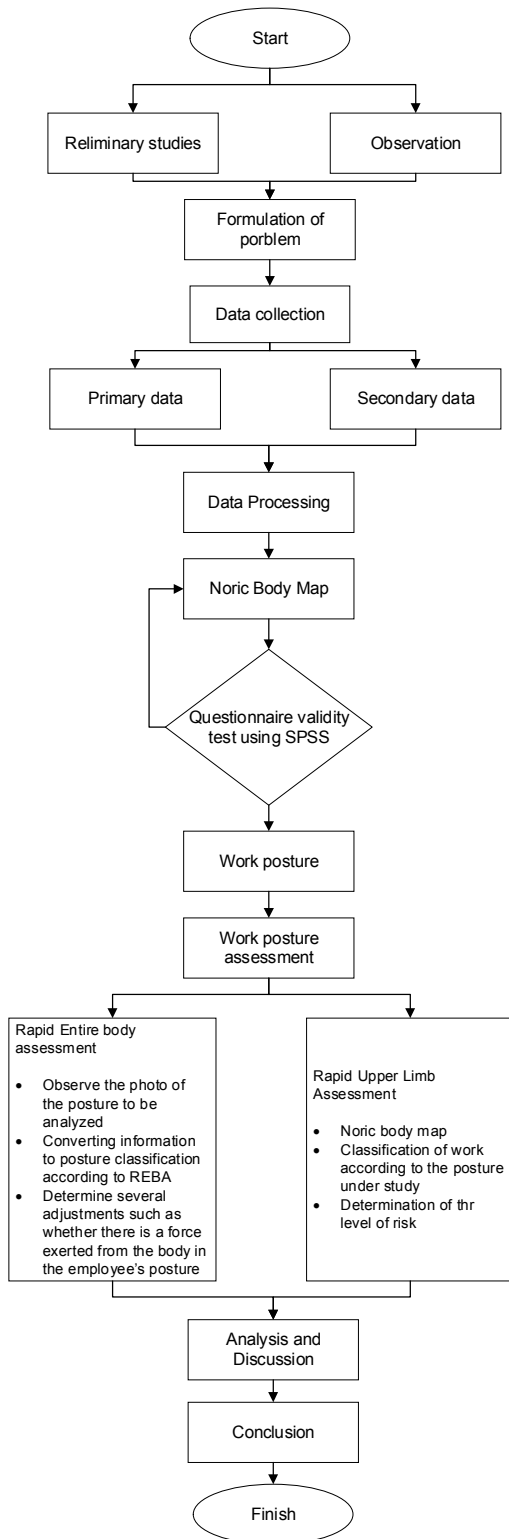 Start
Reliminary studies
Observation
Formulation of
porblem
Data collection
Primary data
Secondary data
Data Processing
Noric Body Map
Questionnaire validity
test using SPSS
Work posture
Work posture
assessment
Rapid Entire body
assessment
• Observe the photo of
the posture to be
analyzed
• Converting information
to posture classification
according to REBA
• Determine several
adjustments such as
whether there is a force
exerted from the body in
the employee's posture
Rapid Upper Limb
Assessment
• Noric body map
• Classification of work
according to the posture
under study
• Determination of thr
level of risk
Analysis and
Discussion
Conclusion
Finish